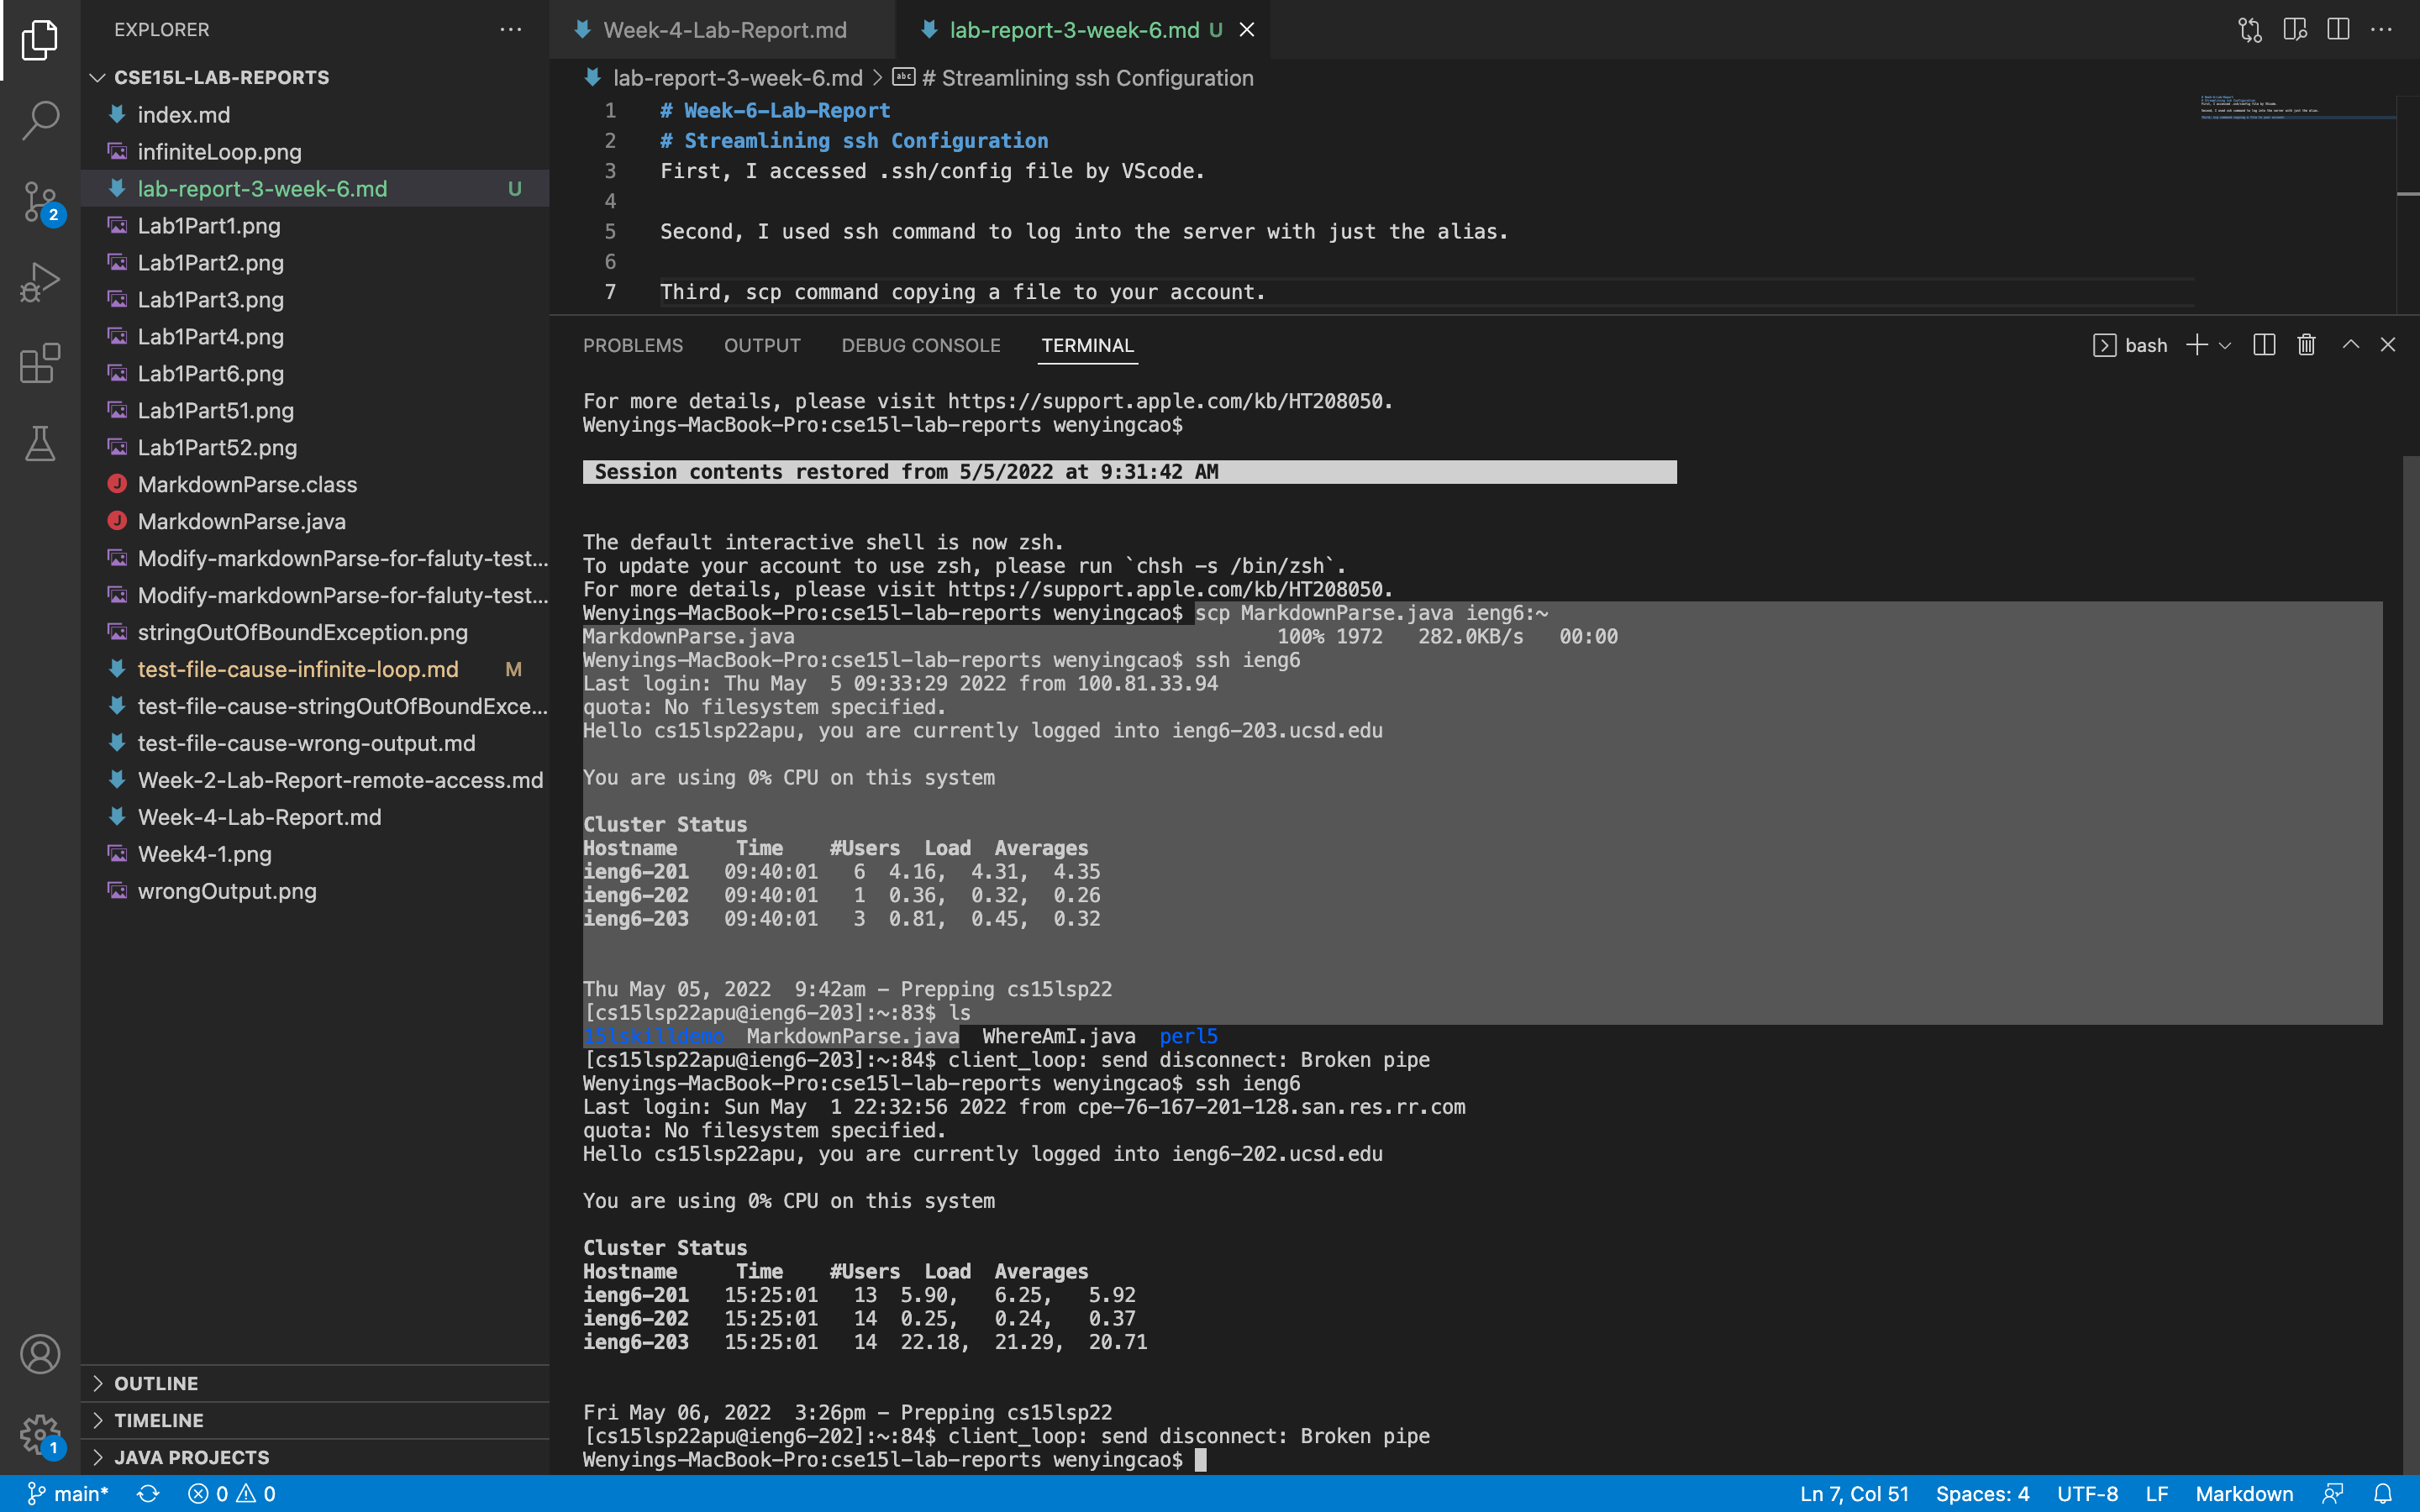 EXPLORER
CSE15L-LAB-REPORTS
index.md
infiniteLoop.png
lab-report-3-week-6.md U
Lab1Part1.png
Lab1Part2.png
Lab1Part3.png
Lab1Part4.png
Lab1Part6.png
Lab1Part51.png
Lab1Part52.png
MarkdownParse.class
MarkdownParse.java
Modify-markdownParse-for-faluty-test...
Modify-markdownParse-for-faluty-test...
stringOutOfBoundException.png
test-file-cause-infinite-loop.md M
test-file-cause-stringOutOfBoundExce...
test-file-cause-wrong-output.md
Week-2-Lab-Report-remote-access.md
Week-4-Lab-Report.md
Week4-1.png
wrongOutput.png
OUTLINE
TIMELINE
JAVA PROJECTS
2
1
Week-4-Lab-Report.md
lab-report-3-week-6.md U
lab-report-3-week-6.md > abc # Streamlining ssh Configuration
1 # Week-6-Lab-Report
2 # Streamlining ssh Configuration
3 First, I accessed .ssh/config file by VScode.
4
5 Second, I used ssh command to log into the server with just the alias.
6
7 Third, scp command copying a file to your account.
PROBLEMS OUTPUT DEBUG CONSOLE TERMINAL
bash
For more details, please visit https://support.apple.com/kb/HT208050.
Wenyings-MacBook-Pro:cse15l-lab-reports wenyingcao$
Session contents restored from 5/5/2022 at 9:31:42 AM
The default interactive shell is now zsh.
To update your account to use zsh, please run `chsh -s /bin/zsh`.
For more details, please visit https://support.apple.com/kb/HT208050.
Wenyings-MacBook-Pro:cse15l-lab-reports wenyingcao$ scp MarkdownParse.java ieng6:~
MarkdownParse.java 100% 1972 282.0KB/s 00:00
Wenyings-MacBook-Pro:cse15l-lab-reports wenyingcao$ ssh ieng6
Last login: Thu May  5 09:33:29 2022 from 100.81.33.94
quota: No filesystem specified.
Hello cs15lsp22apu, you are currently logged into ieng6-203.ucsd.edu
You are using 0% CPU on this system
Cluster Status
Hostname Time #Users Load Averages
ieng6-201 09:40:01 6 4.16, 4.31, 4.35
ieng6-202 09:40:01 1 0.36, 0.32, 0.26
ieng6-203 09:40:01 3 0.81, 0.45, 0.32
Thu May 05, 2022  9:42am - Prepping cs15lsp22
[cs15lsp22apu@ieng6-203]:~:83$ ls
15lskilldemo MarkdownParse.java WhereAmI.java perl5
[cs15lsp22apu@ieng6-203]:~:84$ client_loop: send disconnect: Broken pipe
Wenyings-MacBook-Pro:cse15l-lab-reports wenyingcao$ ssh ieng6
Last login: Sun May  1 22:32:56 2022 from cpe-76-167-201-128.san.res.rr.com
quota: No filesystem specified.
Hello cs15lsp22apu, you are currently logged into ieng6-202.ucsd.edu
You are using 0% CPU on this system
Cluster Status
Hostname Time #Users Load Averages
ieng6-201 15:25:01 13 5.90, 6.25, 5.92
ieng6-202 15:25:01 14 0.25, 0.24, 0.37
ieng6-203 15:25:01 14 22.18, 21.29, 20.71
Fri May 06, 2022  3:26pm - Prepping cs15lsp22
[cs15lsp22apu@ieng6-202]:~:84$ client_loop: send disconnect: Broken pipe
Wenyings-MacBook-Pro:cse15l-lab-reports wenyingcao$
main* 0 0 Ln 7, Col 51 Spaces: 4 UTF-8 LF Markdown